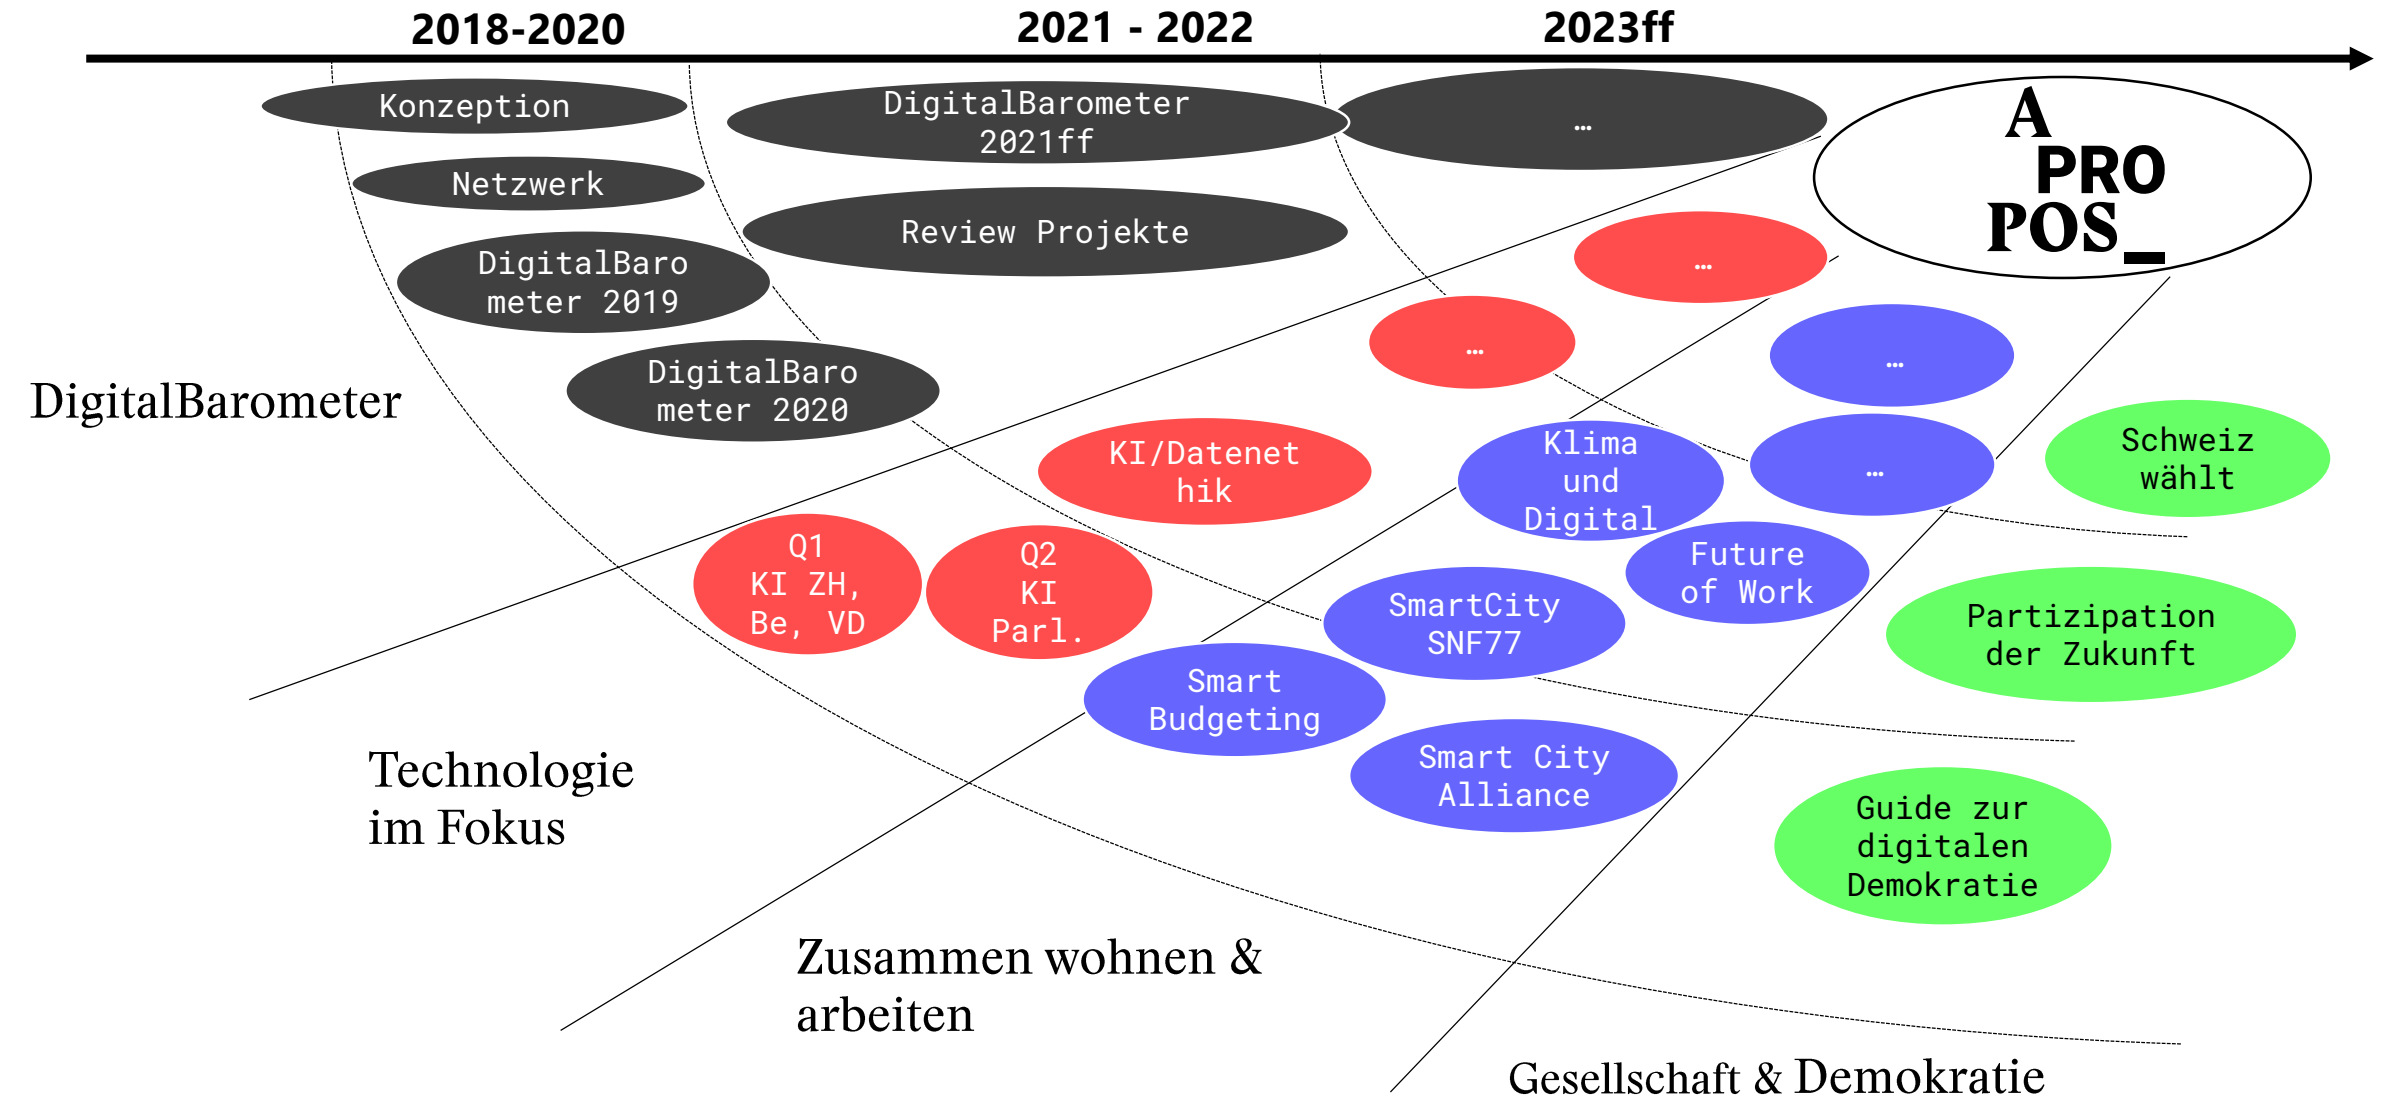 2018-2020
2021 - 2022
2023ff
Konzeption
Netzwerk
DigitalBaro
meter 2019
DigitalBaro
meter 2020
DigitalBarometer
2021ff
Review Projekte
…
A
PRO
POS_
DigitalBarometer
…
…
KI/Datenet
hik
Q1
KI ZH,
Be, VD
Q2
KI
Parl.
Technologie
im Fokus
…
…
Klima
und
Digital
Future
of Work
SmartCity
SNF77
Smart
Budgeting
Smart City
Alliance
Zusammen wohnen &
arbeiten
Schweiz
wählt
Partizipation
der Zukunft
Guide zur
digitalen
Demokratie
Gesellschaft & Demokratie